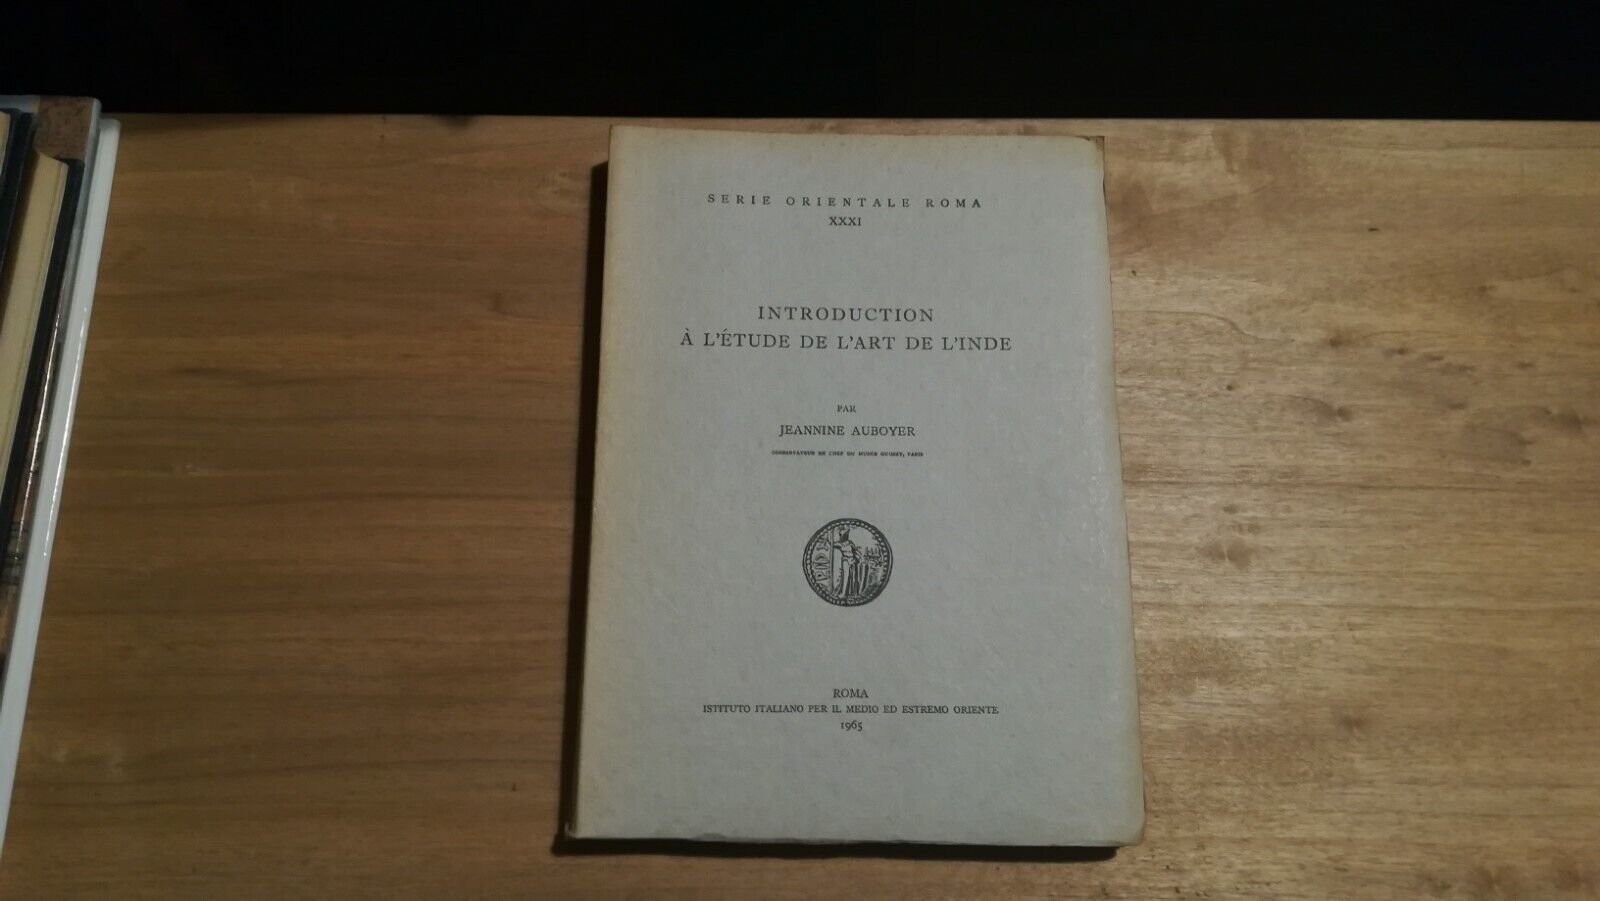 SERIE ORIENTALE ROMA
XXXI
INTRODUCTION
À L'ÉTUDE DE L'ART DE L'INDE
PAR
JEANNINE AUBOYER
CONSERVATEUR EN CHEF DU MUSÉE GUIMET, PARIS
ROMA
ISTITUTO ITALIANO PER IL MEDIO ED ESTREMO ORIENTE
1965